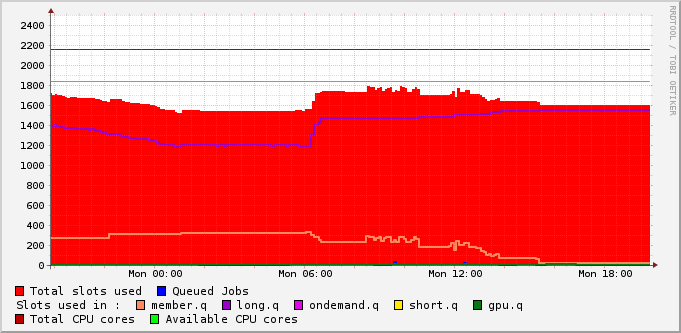 RRDTOOL / TOBI OETIKER
2400
2200
2000
1800
1600
1400
1200
1000
800
600
400
200
0
Mon 00:00 Mon 06:00 Mon 12:00 Mon 18:00
Total slots used Queued Jobs
Slots used in : member.q long.q ondemand.q short.q gpu.q
Total CPU cores Available CPU cores